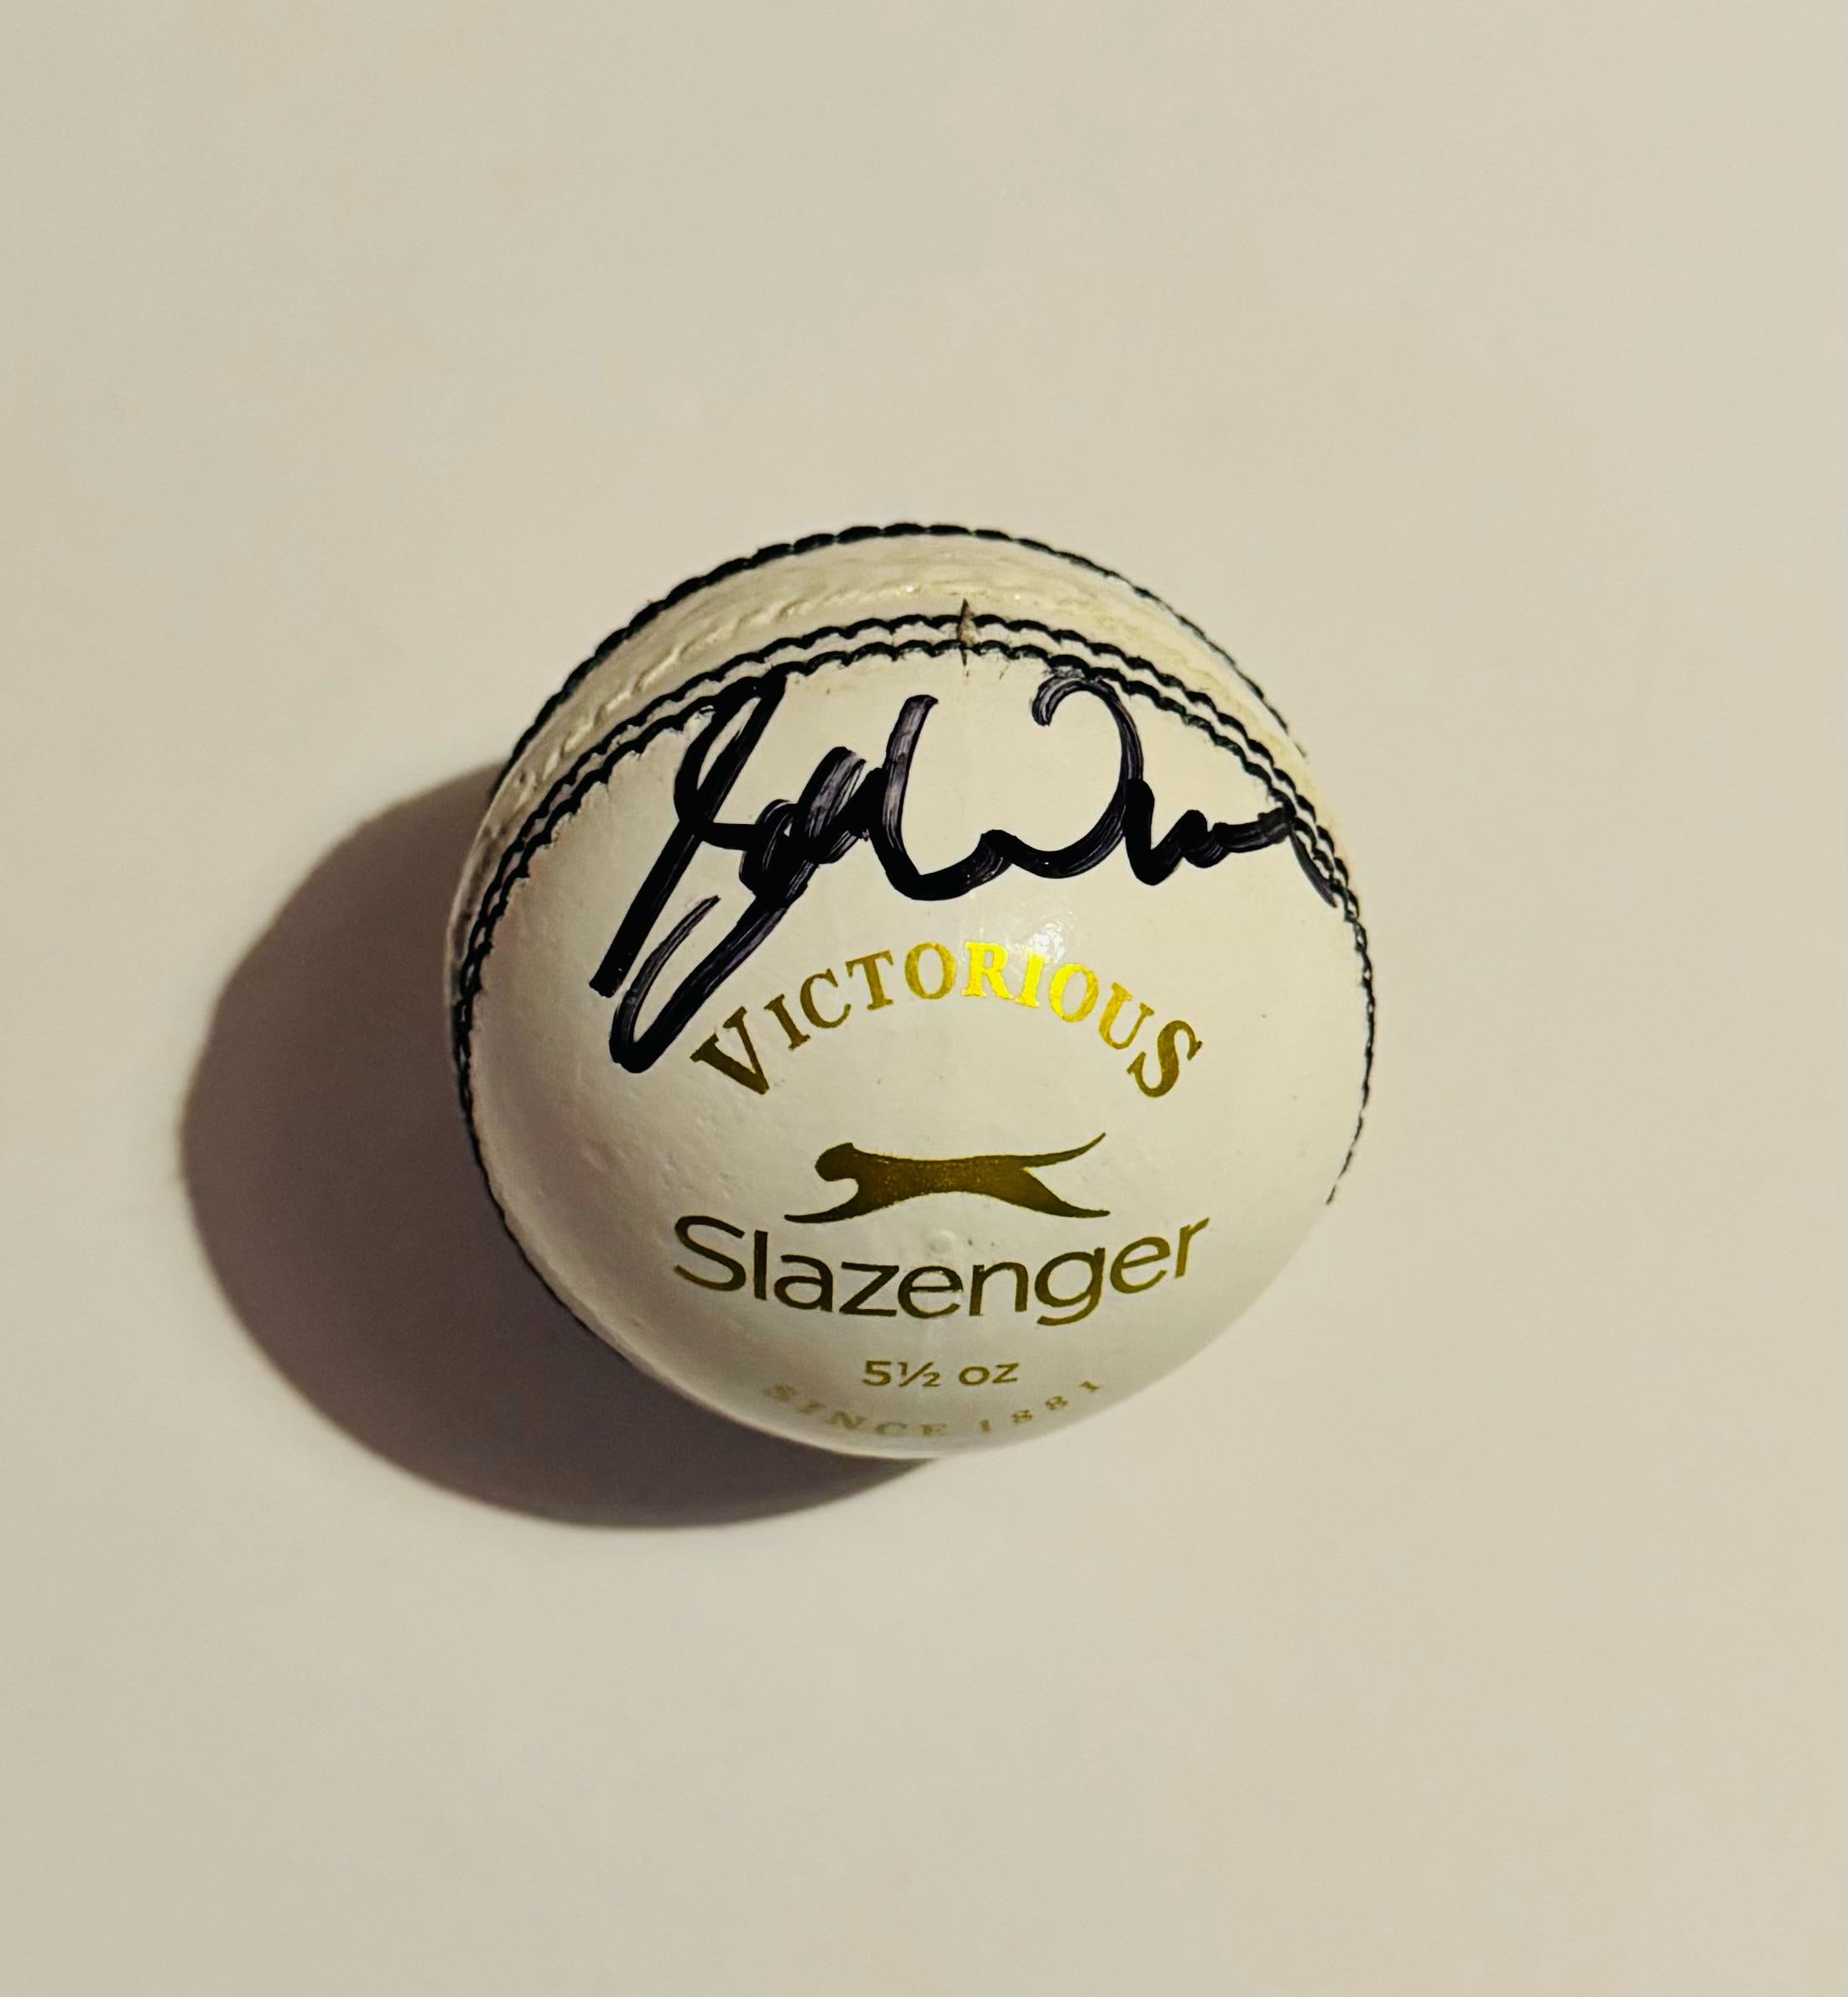 VICTORIOUS
Slazenger
5½ oz
SINCE 1881